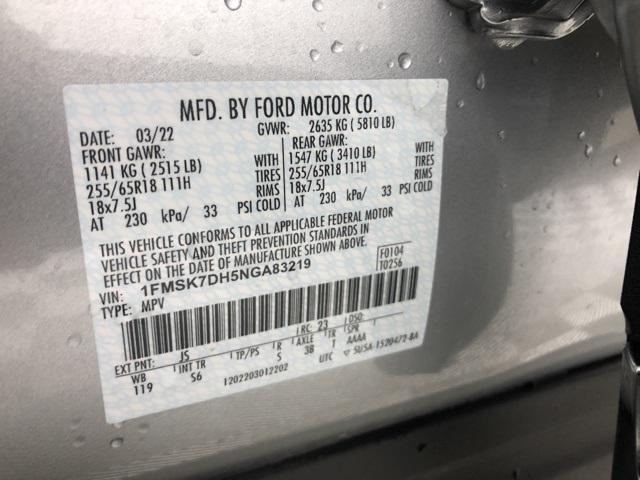 MFD. BY FORD MOTOR CO.
DATE: 03/22 GVWR: 2635 KG ( 5810 LB)
FRONT GAWR: REAR GAWR:
1141 KG ( 2515 LB) WITH 1547 KG ( 3410 LB) WITH
255/65R18 111H TIRES 255/65R18 111H TIRES
18x7.5J RIMS 18x7.5J RIMS
AT 230 kPa/ 33 PSI COLD AT 230 kPa/ 33 PSI COLD
THIS VEHICLE CONFORMS TO ALL APPLICABLE FEDERAL MOTOR
VEHICLE SAFETY AND THEFT PREVENTION STANDARDS IN
EFFECT ON THE DATE OF MANUFACTURE SHOWN ABOVE.
VIN: 1FMSK7DH5NGA83219 F0104
TYPE: MPV T0256
EXT PNT: JS RC: 23 DSO:
WB INT TR TP/PS R AXLE TR SPR
119 S6 S 3B T AAAA
1202203012202 UTC SU5A-1520472-BA